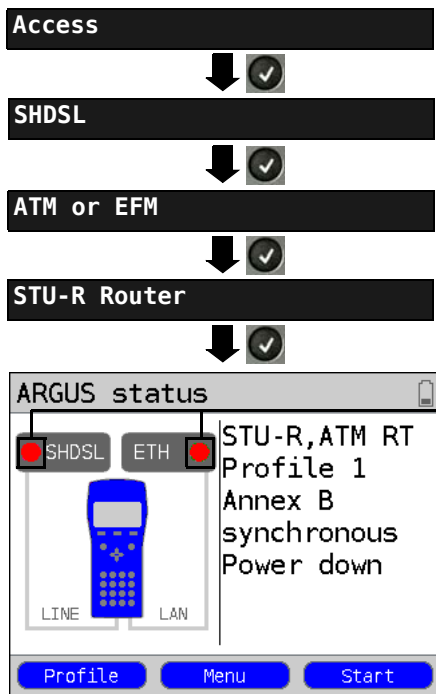 Access
SHDSL
ATM or EFM
STU-R Router
ARGUS status
SHDSL
ETH
STU-R,ATM RT
Profile 1
Annex B
synchronous
Power down
LINE
LAN
Profile
Menu
Start